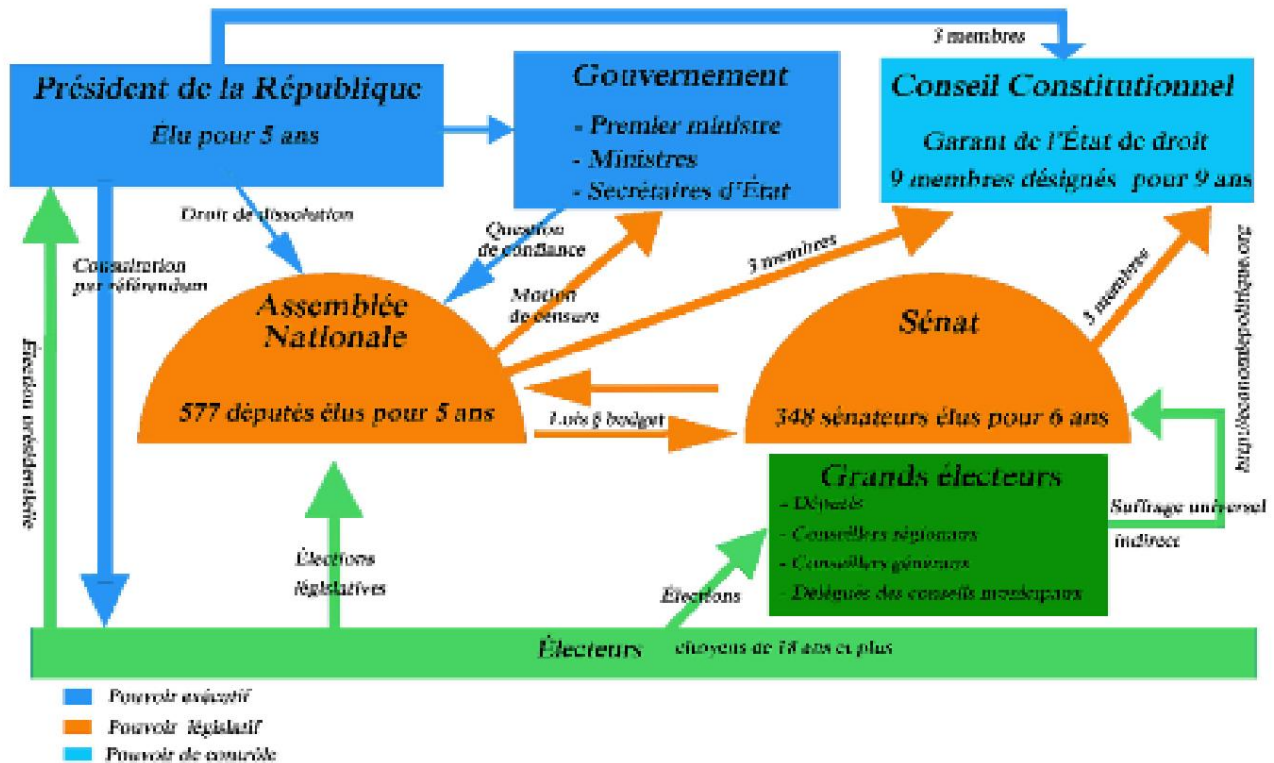 3 membres
Président de la République
Élu pour 5 ans
Gouvernement
- Premier ministre
- Ministres
- Secrétaires d'État
Conseil Constitutionnel
Garant de l'État de droit
9 membres désignés pour 9 ans
Droit de dissolution
Question
de confiance
Consultation
par référendum
Motion
de censure
3 membres
3 membres
Élection présidentielle
Assemblée
Nationale
577 députés élus pour 5 ans
Sénat
348 sénateurs élus pour 6 ans
Lois & budget
http://economiepolitique.org
Grands électeurs
- Députés
- Conseillers régionaux
- Conseillers généraux
- Délégués des conseils municipaux
Suffrage universel
indirect
Élections
législatives
Élections
Électeurs citoyens de 18 ans et plus
Pouvoir exécutif
Pouvoir législatif
Pouvoir de contrôle